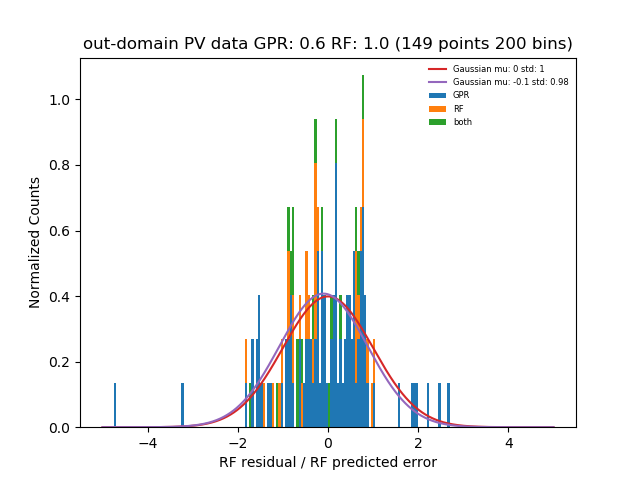 out-domain PV data GPR: 0.6 RF: 1.0 (149 points 200 bins)
Gaussian mu: 0 std: 1
Gaussian mu: -0.1 std: 0.98
GPR
RF
both
Normalized Counts
1.0
0.8
0.6
0.4
0.2
0.0
−4 −2 0 2 4
RF residual / RF predicted error